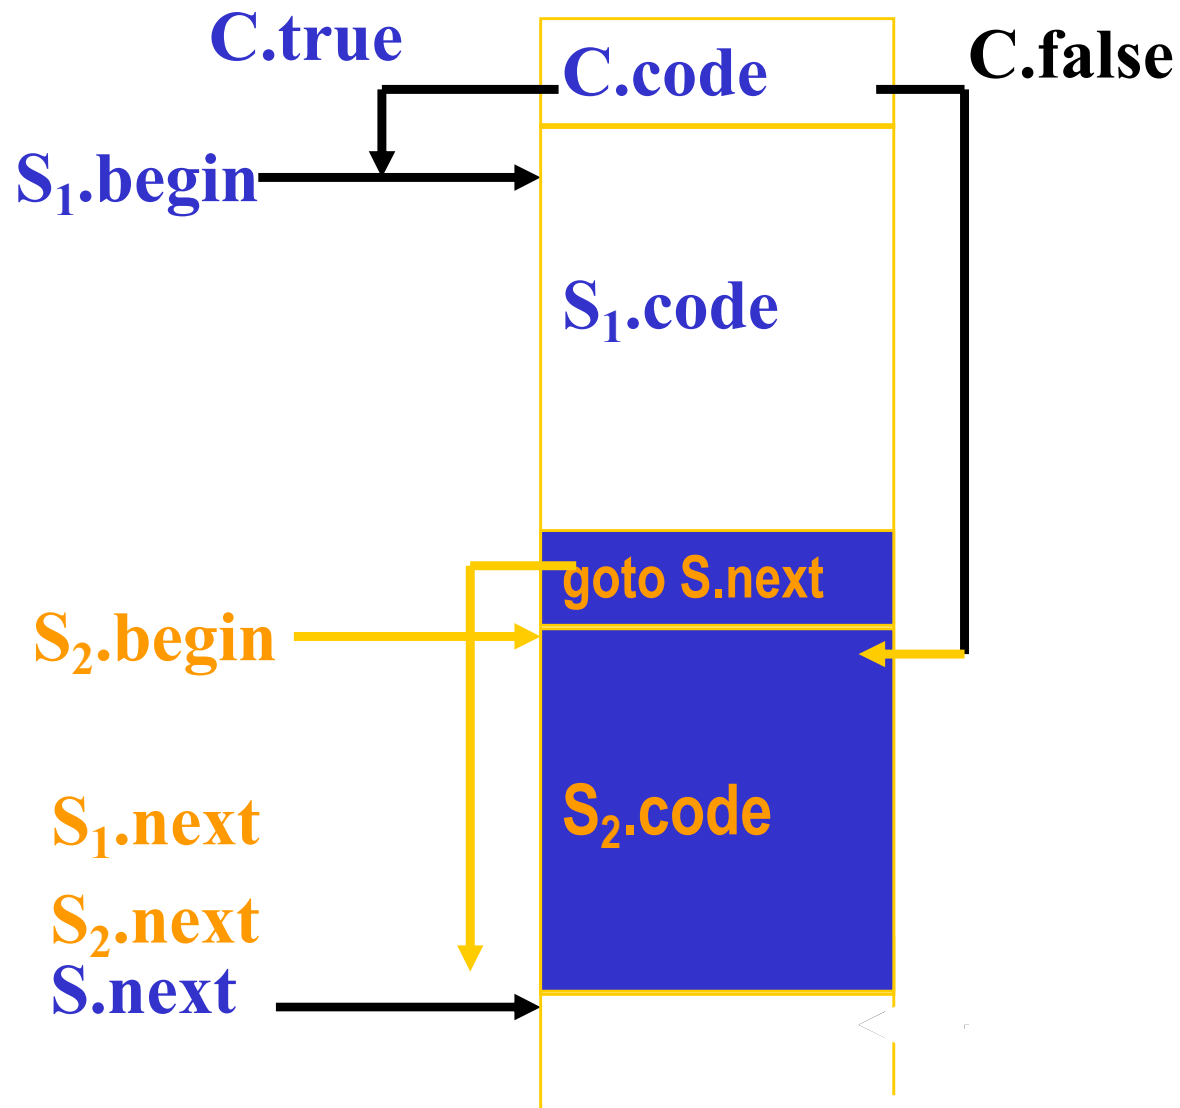 C.true
C.code
C.false
S₁.begin
S₁.code
goto S.next
S₂.begin
S₂.code
S₁.next
S₂.next
S.next